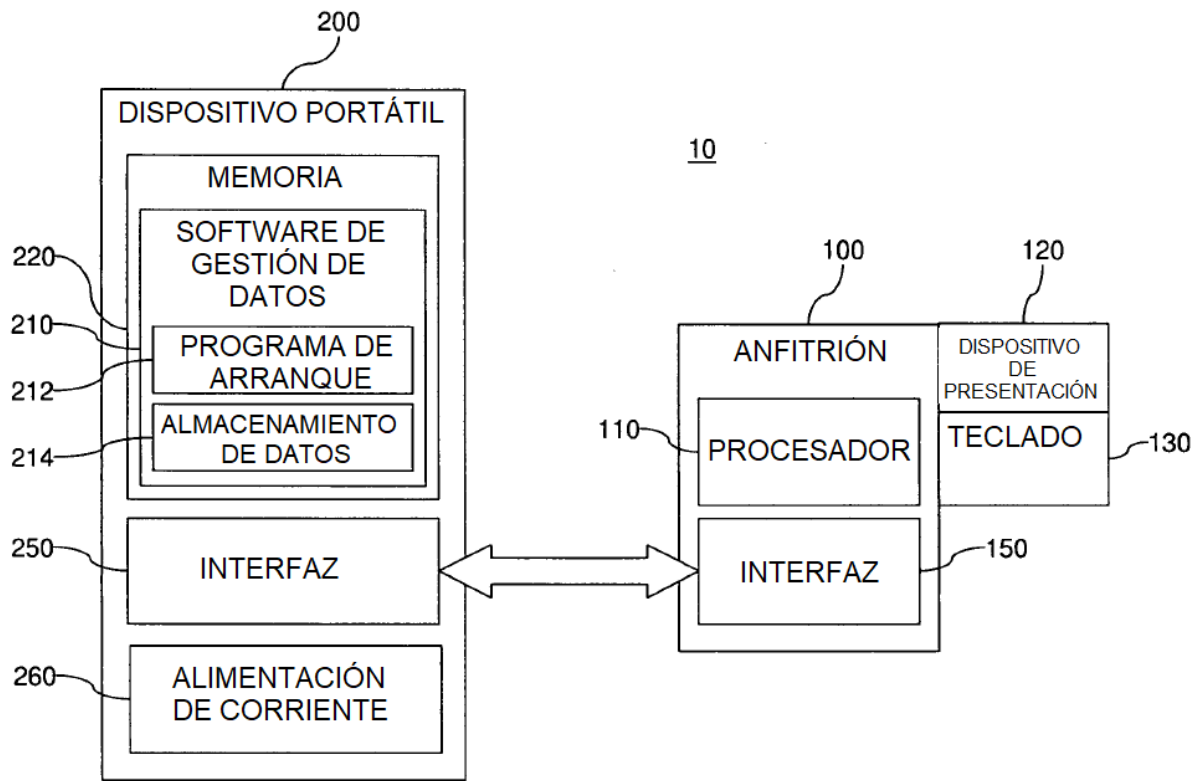 200
DISPOSITIVO PORTÁTIL
10
MEMORIA
SOFTWARE DE
GESTIÓN DE
DATOS
220
210
PROGRAMA DE
ARRANQUE
212
ALMACENAMIENTO
DE DATOS
214
250
INTERFAZ
260
ALIMENTACIÓN
DE CORRIENTE
100
120
ANFITRIÓN
DISPOSITIVO
DE
PRESENTACIÓN
110
PROCESADOR
TECLADO
130
INTERFAZ
150